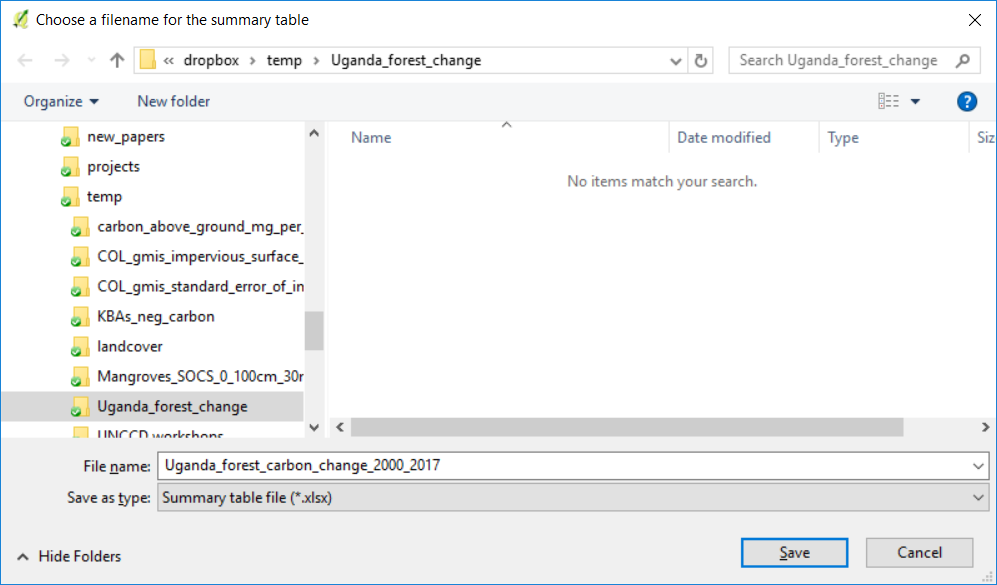 Choose a filename for the summary table
« dropbox > temp > Uganda_forest_change
Search Uganda_forest_change
Organize New folder
?
new_papers
projects
temp
carbon_above_ground_mg_per_
COL_gmis_impervious_surface_
COL_gmis_standard_error_of_in
KBAs_neg_carbon
landcover
Mangroves_SOCS_0_100cm_30r
Uganda_forest_change
UNCCD workshops
Name Date modified Type Siz
No items match your search.
File name: Uganda_forest_carbon_change_2000_2017
Save as type: Summary table file (*.xlsx)
Hide Folders
Save Cancel